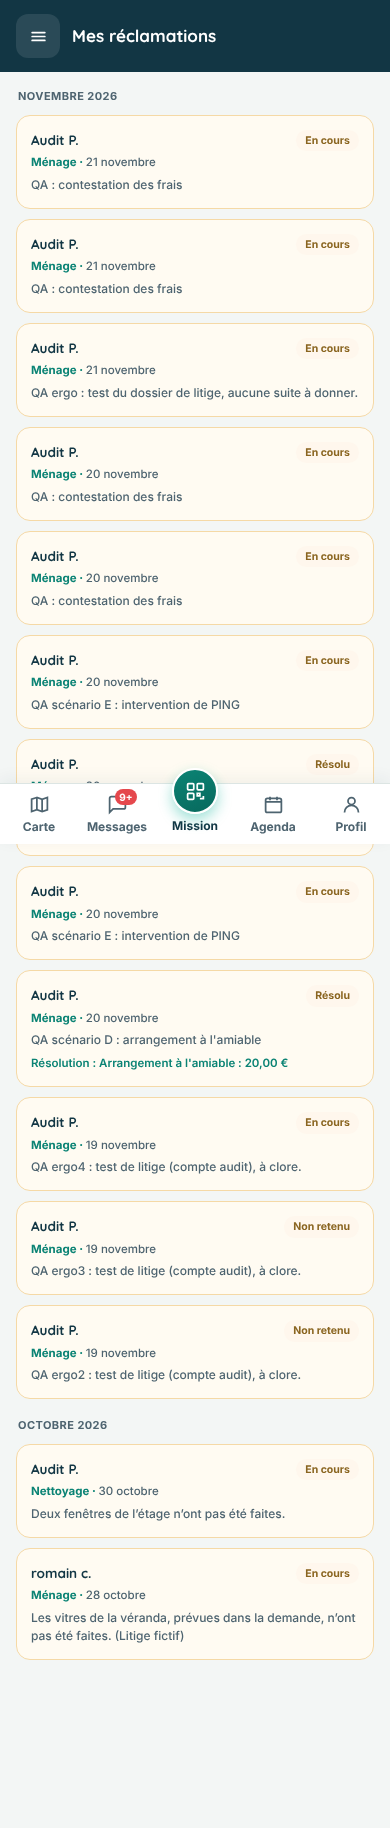 Mes réclamations
NOVEMBRE 2026
Audit P.
En cours
Ménage · 21 novembre
QA : contestation des frais
Audit P.
En cours
Ménage · 21 novembre
QA : contestation des frais
Audit P.
En cours
Ménage · 21 novembre
QA ergo : test du dossier de litige, aucune suite à donner.
Audit P.
En cours
Ménage · 20 novembre
QA : contestation des frais
Audit P.
En cours
Ménage · 20 novembre
QA : contestation des frais
Audit P.
En cours
Ménage · 20 novembre
QA scénario E : intervention de PING
Audit P.
Résolu
9+
Carte
Messages
Mission
Agenda
Profil
Audit P.
En cours
Ménage · 20 novembre
QA scénario E : intervention de PING
Audit P.
Résolu
Ménage · 20 novembre
QA scénario D : arrangement à l'amiable
Résolution : Arrangement à l'amiable : 20,00 €
Audit P.
En cours
Ménage · 19 novembre
QA ergo4 : test de litige (compte audit), à clore.
Audit P.
Non retenu
Ménage · 19 novembre
QA ergo3 : test de litige (compte audit), à clore.
Audit P.
Non retenu
Ménage · 19 novembre
QA ergo2 : test de litige (compte audit), à clore.
OCTOBRE 2026
Audit P.
En cours
Nettoyage · 30 octobre
Deux fenêtres de l’étage n’ont pas été faites.
romain c.
En cours
Ménage · 28 octobre
Les vitres de la véranda, prévues dans la demande, n’ont
pas été faites. (Litige fictif)